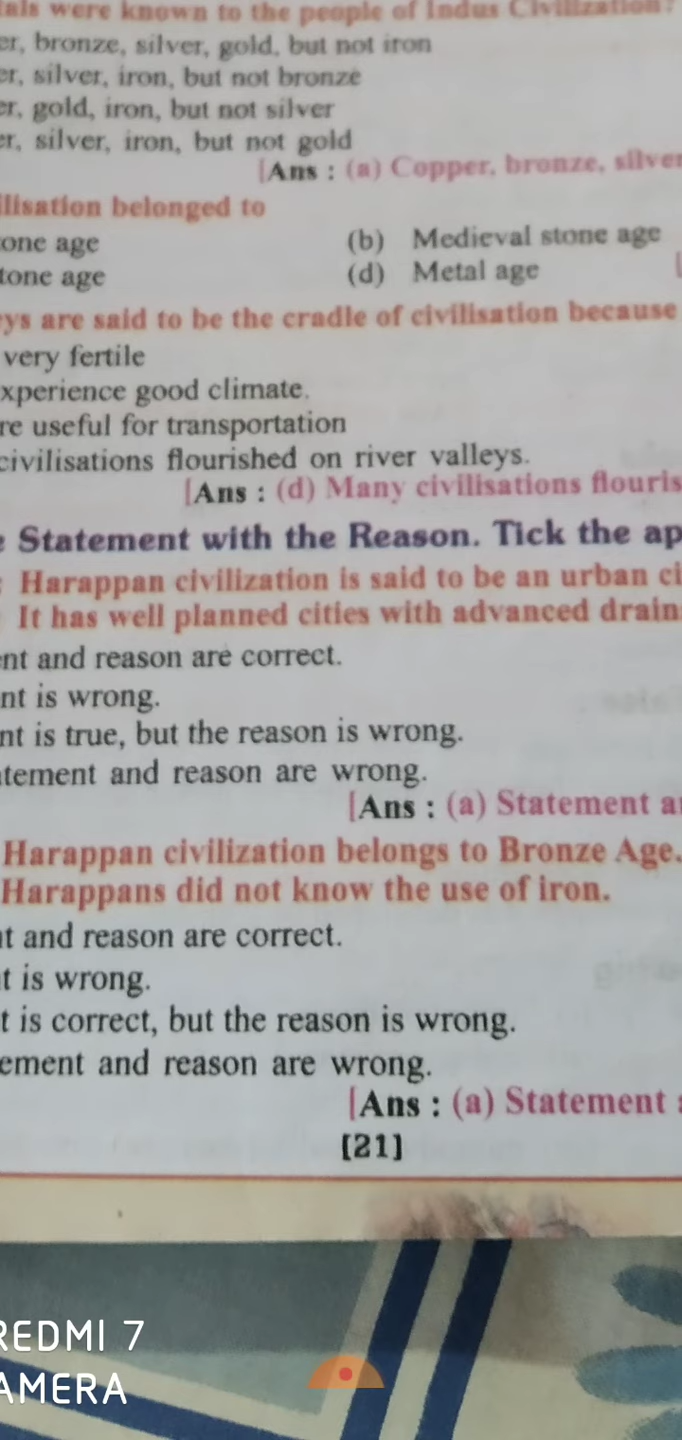 were known to the people of Indus Civilization?
er, bronze, silver, gold, but not iron
er, silver, iron, but not bronze
er, gold, iron, but not silver
er, silver, iron, but not gold
[Ans : (a) Copper, bronze, silver
ilisation belonged to
one age (b) Medieval stone age
tone age (d) Metal age
eys are said to be the cradle of civilisation because
very fertile
xperience good climate.
re useful for transportation
civilisations flourished on river valleys.
[Ans : (d) Many civilisations flouris
Statement with the Reason. Tick the ap
: Harappan civilization is said to be an urban ci
It has well planned cities with advanced drain
ent and reason are correct.
nt is wrong.
nt is true, but the reason is wrong.
tement and reason are wrong.
[Ans : (a) Statement a
Harappan civilization belongs to Bronze Age.
Harappans did not know the use of iron.
t and reason are correct.
t is wrong.
t is correct, but the reason is wrong.
ement and reason are wrong.
[Ans : (a) Statement
[21]
REDMI 7
AMERA